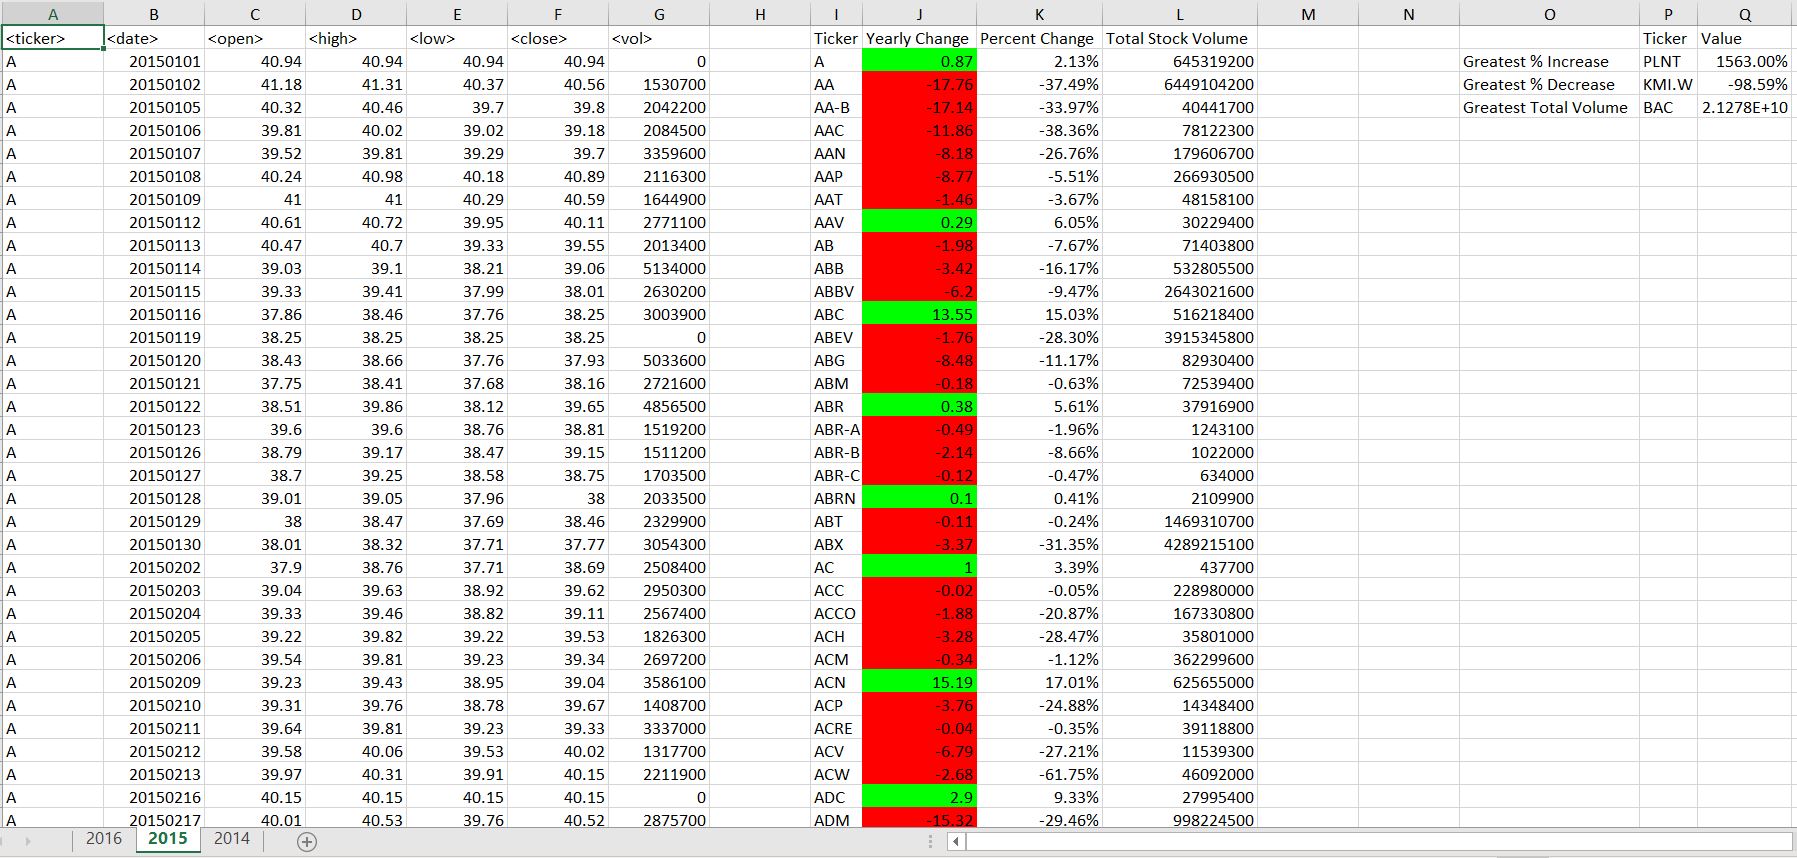 A B C D E F G H I J K L M N O P Q
<ticker> <date> <open> <high> <low> <close> <vol> Ticker Yearly Change Percent Change Total Stock Volume Ticker Value
A 20150101 40.94 40.94 40.94 40.94 0 A 0.87 2.13% 645319200 Greatest % Increase PLNT 1563.00%
A 20150102 41.18 41.31 40.37 40.56 1530700 AA -17.76 -37.49% 6449104200 Greatest % Decrease KMI.W -98.59%
A 20150105 40.32 40.46 39.7 39.8 2042200 AA-B -17.14 -33.97% 40441700 Greatest Total Volume BAC 2.1278E+10
A 20150106 39.81 40.02 39.02 39.18 2084500 AAC -11.86 -38.36% 78122300
A 20150107 39.52 39.81 39.29 39.7 3359600 AAN -8.18 -26.76% 179606700
A 20150108 40.24 40.98 40.18 40.89 2116300 AAP -8.77 -5.51% 266930500
A 20150109 41 41 40.29 40.59 1644900 AAT -1.46 -3.67% 48158100
A 20150112 40.61 40.72 39.95 40.11 2771100 AAV 0.29 6.05% 30229400
A 20150113 40.47 40.7 39.33 39.55 2013400 AB -1.98 -7.67% 71403800
A 20150114 39.03 39.1 38.21 39.06 5134000 ABB -3.42 -16.17% 532805500
A 20150115 39.33 39.41 37.99 38.01 2630200 ABBV -6.2 -9.47% 2643021600
A 20150116 37.86 38.46 37.76 38.25 3003900 ABC 13.55 15.03% 516218400
A 20150119 38.25 38.25 38.25 38.25 0 ABEV -1.76 -28.30% 3915345800
A 20150120 38.43 38.66 37.76 37.93 5033600 ABG -8.48 -11.17% 82930400
A 20150121 37.75 38.41 37.68 38.16 2721600 ABM -0.18 -0.63% 72539400
A 20150122 38.51 39.86 38.12 39.65 4856500 ABR 0.38 5.61% 37916900
A 20150123 39.6 39.6 38.76 38.81 1519200 ABR-A -0.49 -1.96% 1243100
A 20150126 38.79 39.17 38.47 39.15 1511200 ABR-B -2.14 -8.66% 1022000
A 20150127 38.7 39.25 38.58 38.75 1703500 ABR-C -0.12 -0.47% 634000
A 20150128 39.01 39.05 37.96 38 2033500 ABRN 0.1 0.41% 2109900
A 20150129 38 38.47 37.69 38.46 2329900 ABT -0.11 -0.24% 1469310700
A 20150130 38.01 38.32 37.71 37.77 3054300 ABX -3.37 -31.35% 4289215100
A 20150202 37.9 38.76 37.71 38.69 2508400 AC 1 3.39% 437700
A 20150203 39.04 39.63 38.92 39.62 2950300 ACC -0.02 -0.05% 228980000
A 20150204 39.33 39.46 38.82 39.11 2567400 ACCO -1.88 -20.87% 167330800
A 20150205 39.22 39.82 39.22 39.53 1826300 ACH -3.28 -28.47% 35801000
A 20150206 39.54 39.81 39.23 39.34 2697200 ACM -0.34 -1.12% 362299600
A 20150209 39.23 39.43 38.95 39.04 3586100 ACN 15.19 17.01% 625655000
A 20150210 39.31 39.76 38.78 39.67 1408700 ACP -3.76 -24.88% 14348400
A 20150211 39.64 39.81 39.23 39.33 3337000 ACRE -0.04 -0.35% 39118800
A 20150212 39.58 40.06 39.53 40.02 1317700 ACV -6.79 -27.21% 11539300
A 20150213 39.97 40.31 39.91 40.15 2211900 ACW -2.68 -61.75% 46092000
A 20150216 40.15 40.15 40.15 40.15 0 ADC 2.9 9.33% 27995400
A 20150217 40.01 40.53 39.76 40.52 2875700 ADM -15.32 -29.46% 998224500
2016 2015 2014